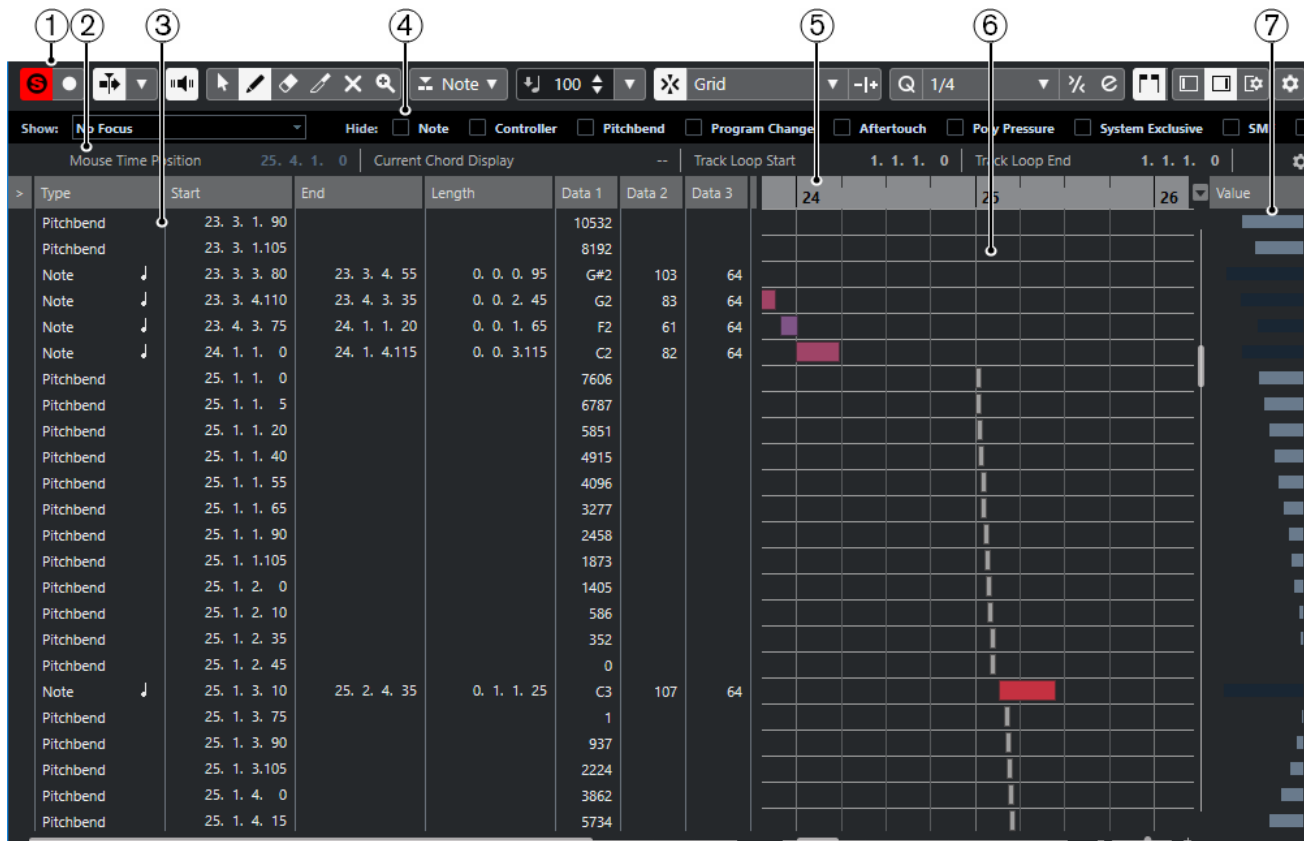 1 2 3 4 5 6 7
S Note 100 Grid Q 1/4 e
Show: No Focus Hide: Note Controller Pitchbend Program Change Aftertouch Poly Pressure System Exclusive SM
Mouse Time Position 25. 4. 1. 0 Current Chord Display -- Track Loop Start 1. 1. 1. 0 Track Loop End 1. 1. 1. 0
> Type Start End Length Data 1 Data 2 Data 3 24 25 26 Value
Pitchbend 23. 3. 1. 90 10532
Pitchbend 23. 3. 1.105 8192
Note 23. 3. 3. 80 23. 3. 4. 55 0. 0. 0. 95 G#2 103 64
Note 23. 3. 4.110 23. 4. 3. 35 0. 0. 2. 45 G2 83 64
Note 23. 4. 3. 75 24. 1. 1. 20 0. 0. 1. 65 F2 61 64
Note 24. 1. 1. 0 24. 1. 4.115 0. 0. 3.115 C2 82 64
Pitchbend 25. 1. 1. 0 7606
Pitchbend 25. 1. 1. 5 6787
Pitchbend 25. 1. 1. 20 5851
Pitchbend 25. 1. 1. 40 4915
Pitchbend 25. 1. 1. 55 4096
Pitchbend 25. 1. 1. 65 3277
Pitchbend 25. 1. 1. 90 2458
Pitchbend 25. 1. 1.105 1873
Pitchbend 25. 1. 2. 0 1405
Pitchbend 25. 1. 2. 10 586
Pitchbend 25. 1. 2. 35 352
Pitchbend 25. 1. 2. 45 0
Note 25. 1. 3. 10 25. 2. 4. 35 0. 1. 1. 25 C3 107 64
Pitchbend 25. 1. 3. 75 1
Pitchbend 25. 1. 3. 90 937
Pitchbend 25. 1. 3.105 2224
Pitchbend 25. 1. 4. 0 3862
Pitchbend 25. 1. 4. 15 5734